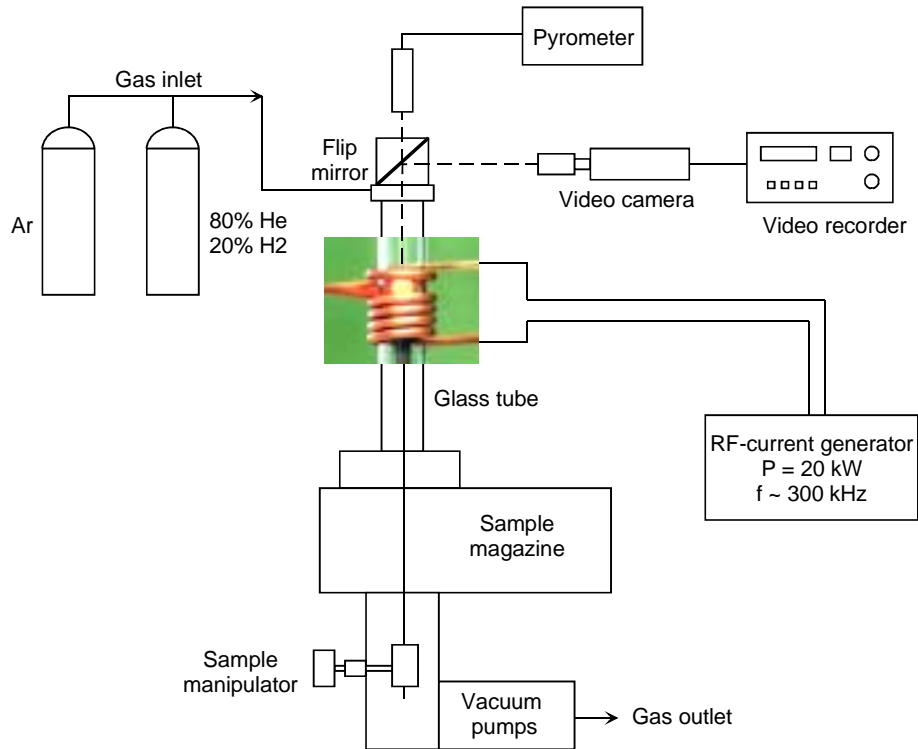 Pyrometer
Gas inlet
Flip
mirror
Video camera
Video recorder
Ar
80% He
20% H2
Glass tube
RF-current generator
P = 20 kW
f ~ 300 kHz
Sample
magazine
Sample
manipulator
Vacuum
pumps
Gas outlet